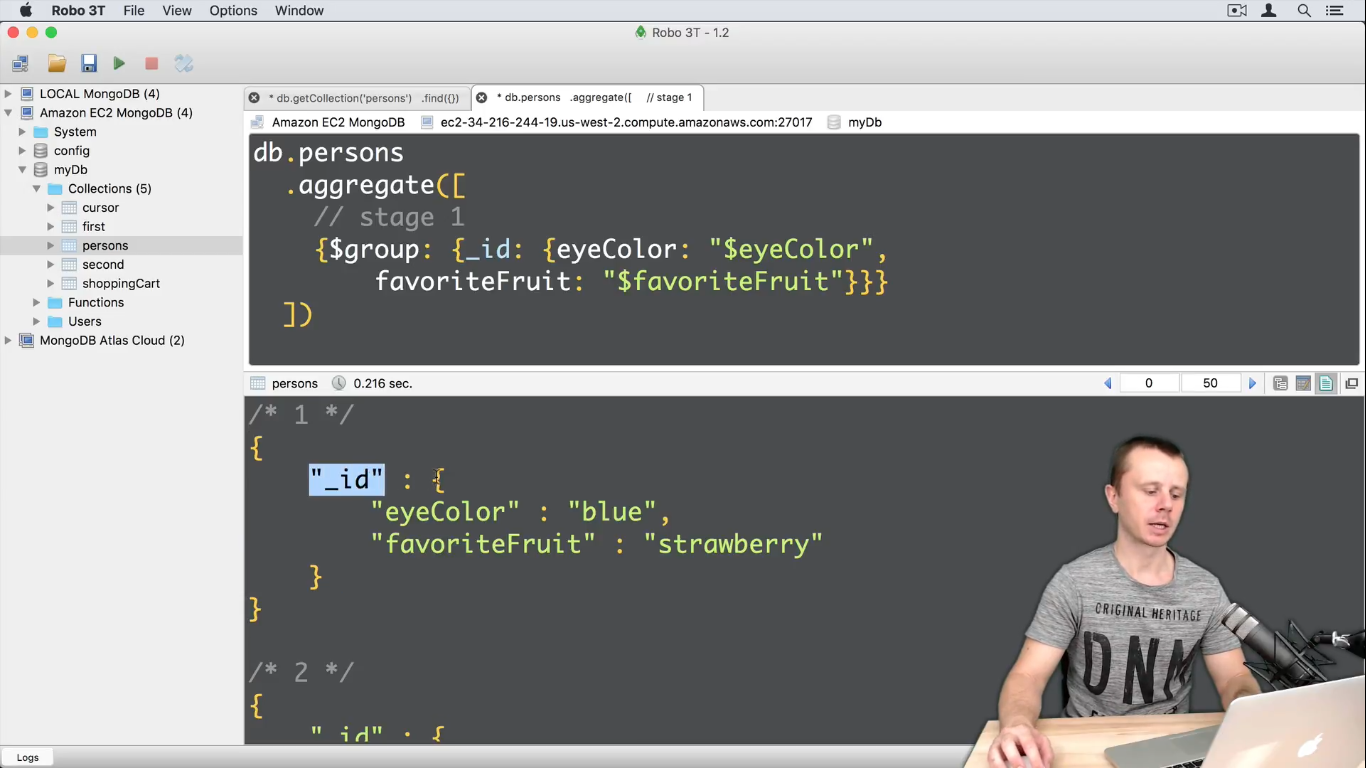 Robo 3T File View Options Window
Robo 3T - 1.2
LOCAL MongoDB (4)
Amazon EC2 MongoDB (4)
System
config
myDb
Collections (5)
cursor
first
persons
second
shoppingCart
Functions
Users
MongoDB Atlas Cloud (2)
* db.getCollection('persons') .find({})
* db.persons .aggregate([ // stage 1
Amazon EC2 MongoDB ec2-34-216-244-19.us-west-2.compute.amazonaws.com:27017 myDb
db.persons
.aggregate([
// stage 1
{$group: {_id: {eyeColor: "$eyeColor",
favoriteFruit: "$favoriteFruit"}}}
])
persons 0.216 sec. 0 50
/* 1 */
{
"_id" : {
"eyeColor" : "blue",
"favoriteFruit" : "strawberry"
}
}
/* 2 */
{
"_id" : {
ORIGINAL HERITAGE
DNM
Logs